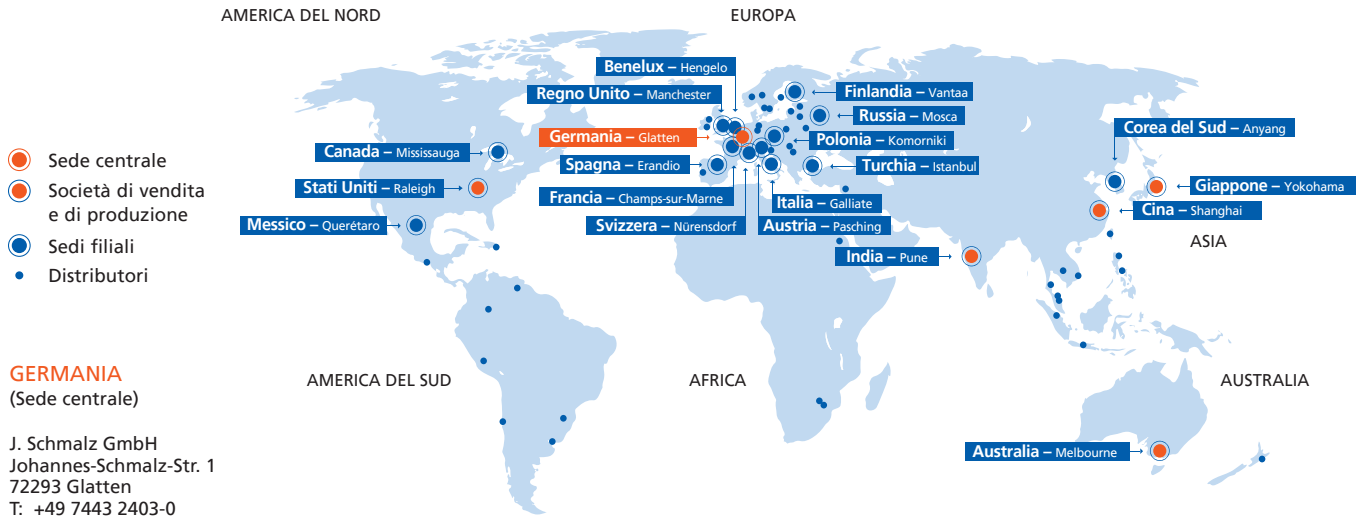 AMERICA DEL NORD
EUROPA
Benelux – Hengelo
Regno Unito – Manchester
Finlandia – Vantaa
Russia – Mosca
Germania – Glatten
Polonia – Komorniki
Corea del Sud – Anyang
Canada – Mississauga
Spagna – Erandio
Turchia – Istanbul
Stati Uniti – Raleigh
Giappone – Yokohama
Francia – Champs-sur-Marne
Italia – Galliate
Cina – Shanghai
Messico – Querétaro
Svizzera – Nürensdorf
Austria – Pasching
ASIA
India – Pune
Sede centrale
Società di vendita
e di produzione
Sedi filiali
Distributori
AMERICA DEL SUD
AFRICA
AUSTRALIA
Australia – Melbourne
GERMANIA
(Sede centrale)
J. Schmalz GmbH
Johannes-Schmalz-Str. 1
72293 Glatten
T: +49 7443 2403-0